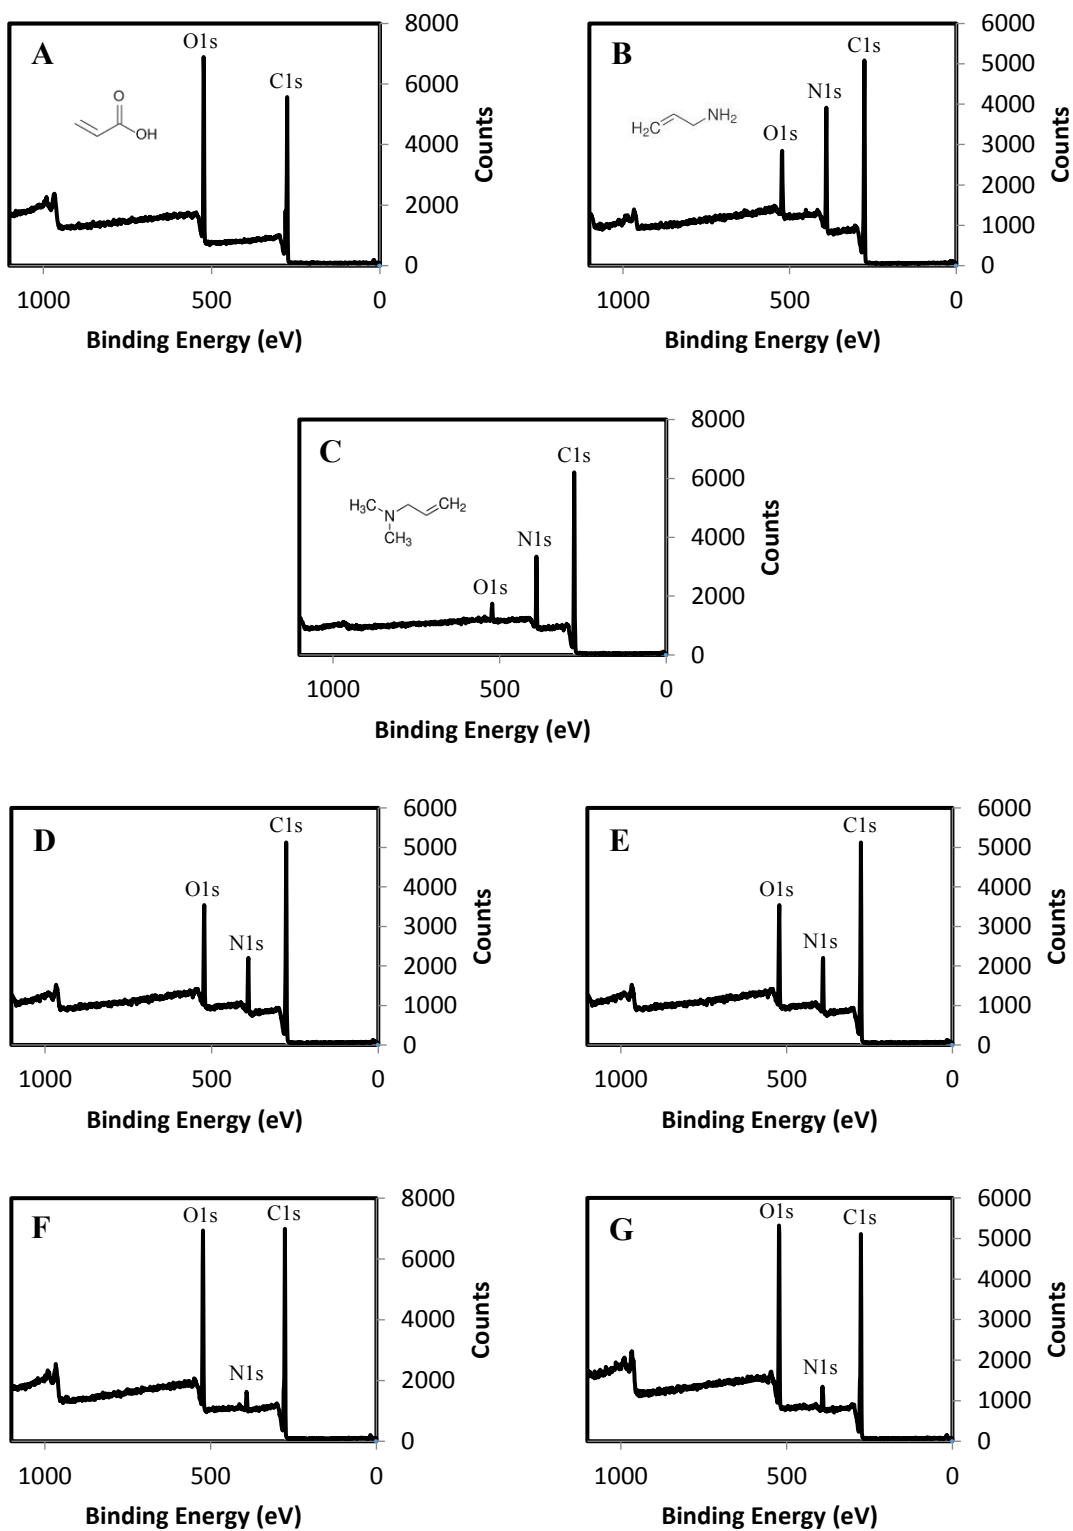 A
O1s
C1s
O
OH
8000
6000
4000
2000
0
Counts
1000
500
0
Binding Energy (eV)
B
O1s
N1s
C1s
H2C
NH2
6000
5000
4000
3000
2000
1000
0
Counts
1000
500
0
Binding Energy (eV)
C
O1s
N1s
C1s
H3C
N
CH3
CH2
8000
6000
4000
2000
0
Counts
1000
500
0
Binding Energy (eV)
D
O1s
N1s
C1s
6000
5000
4000
3000
2000
1000
0
Counts
1000
500
0
Binding Energy (eV)
E
O1s
N1s
C1s
6000
5000
4000
3000
2000
1000
0
Counts
1000
500
0
Binding Energy (eV)
F
O1s
N1s
C1s
8000
6000
4000
2000
0
Counts
1000
500
0
Binding Energy (eV)
G
O1s
N1s
C1s
6000
5000
4000
3000
2000
1000
0
Counts
1000
500
0
Binding Energy (eV)